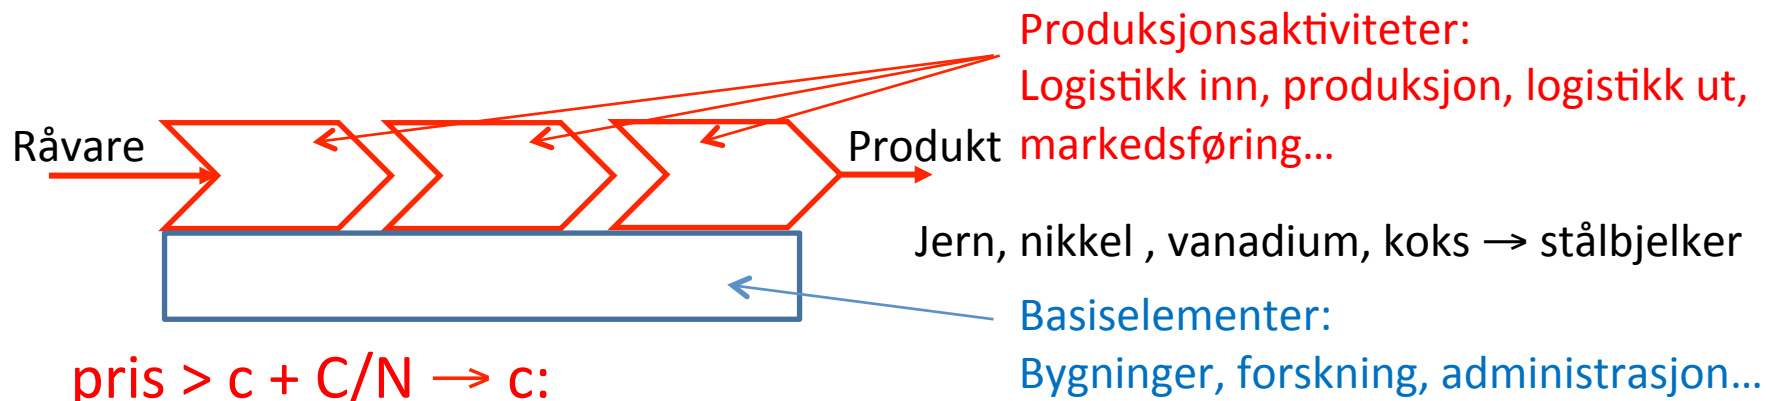 Produksjonsaktiviteter:
Logistikk inn, produksjon, logistikk ut,
markedsføring…
Råvare
Produkt
Jern, nikkel , vanadium, koks → stålbjelker
Basiselementer:
Bygninger, forskning, administrasjon…
pris > c + C/N → c: